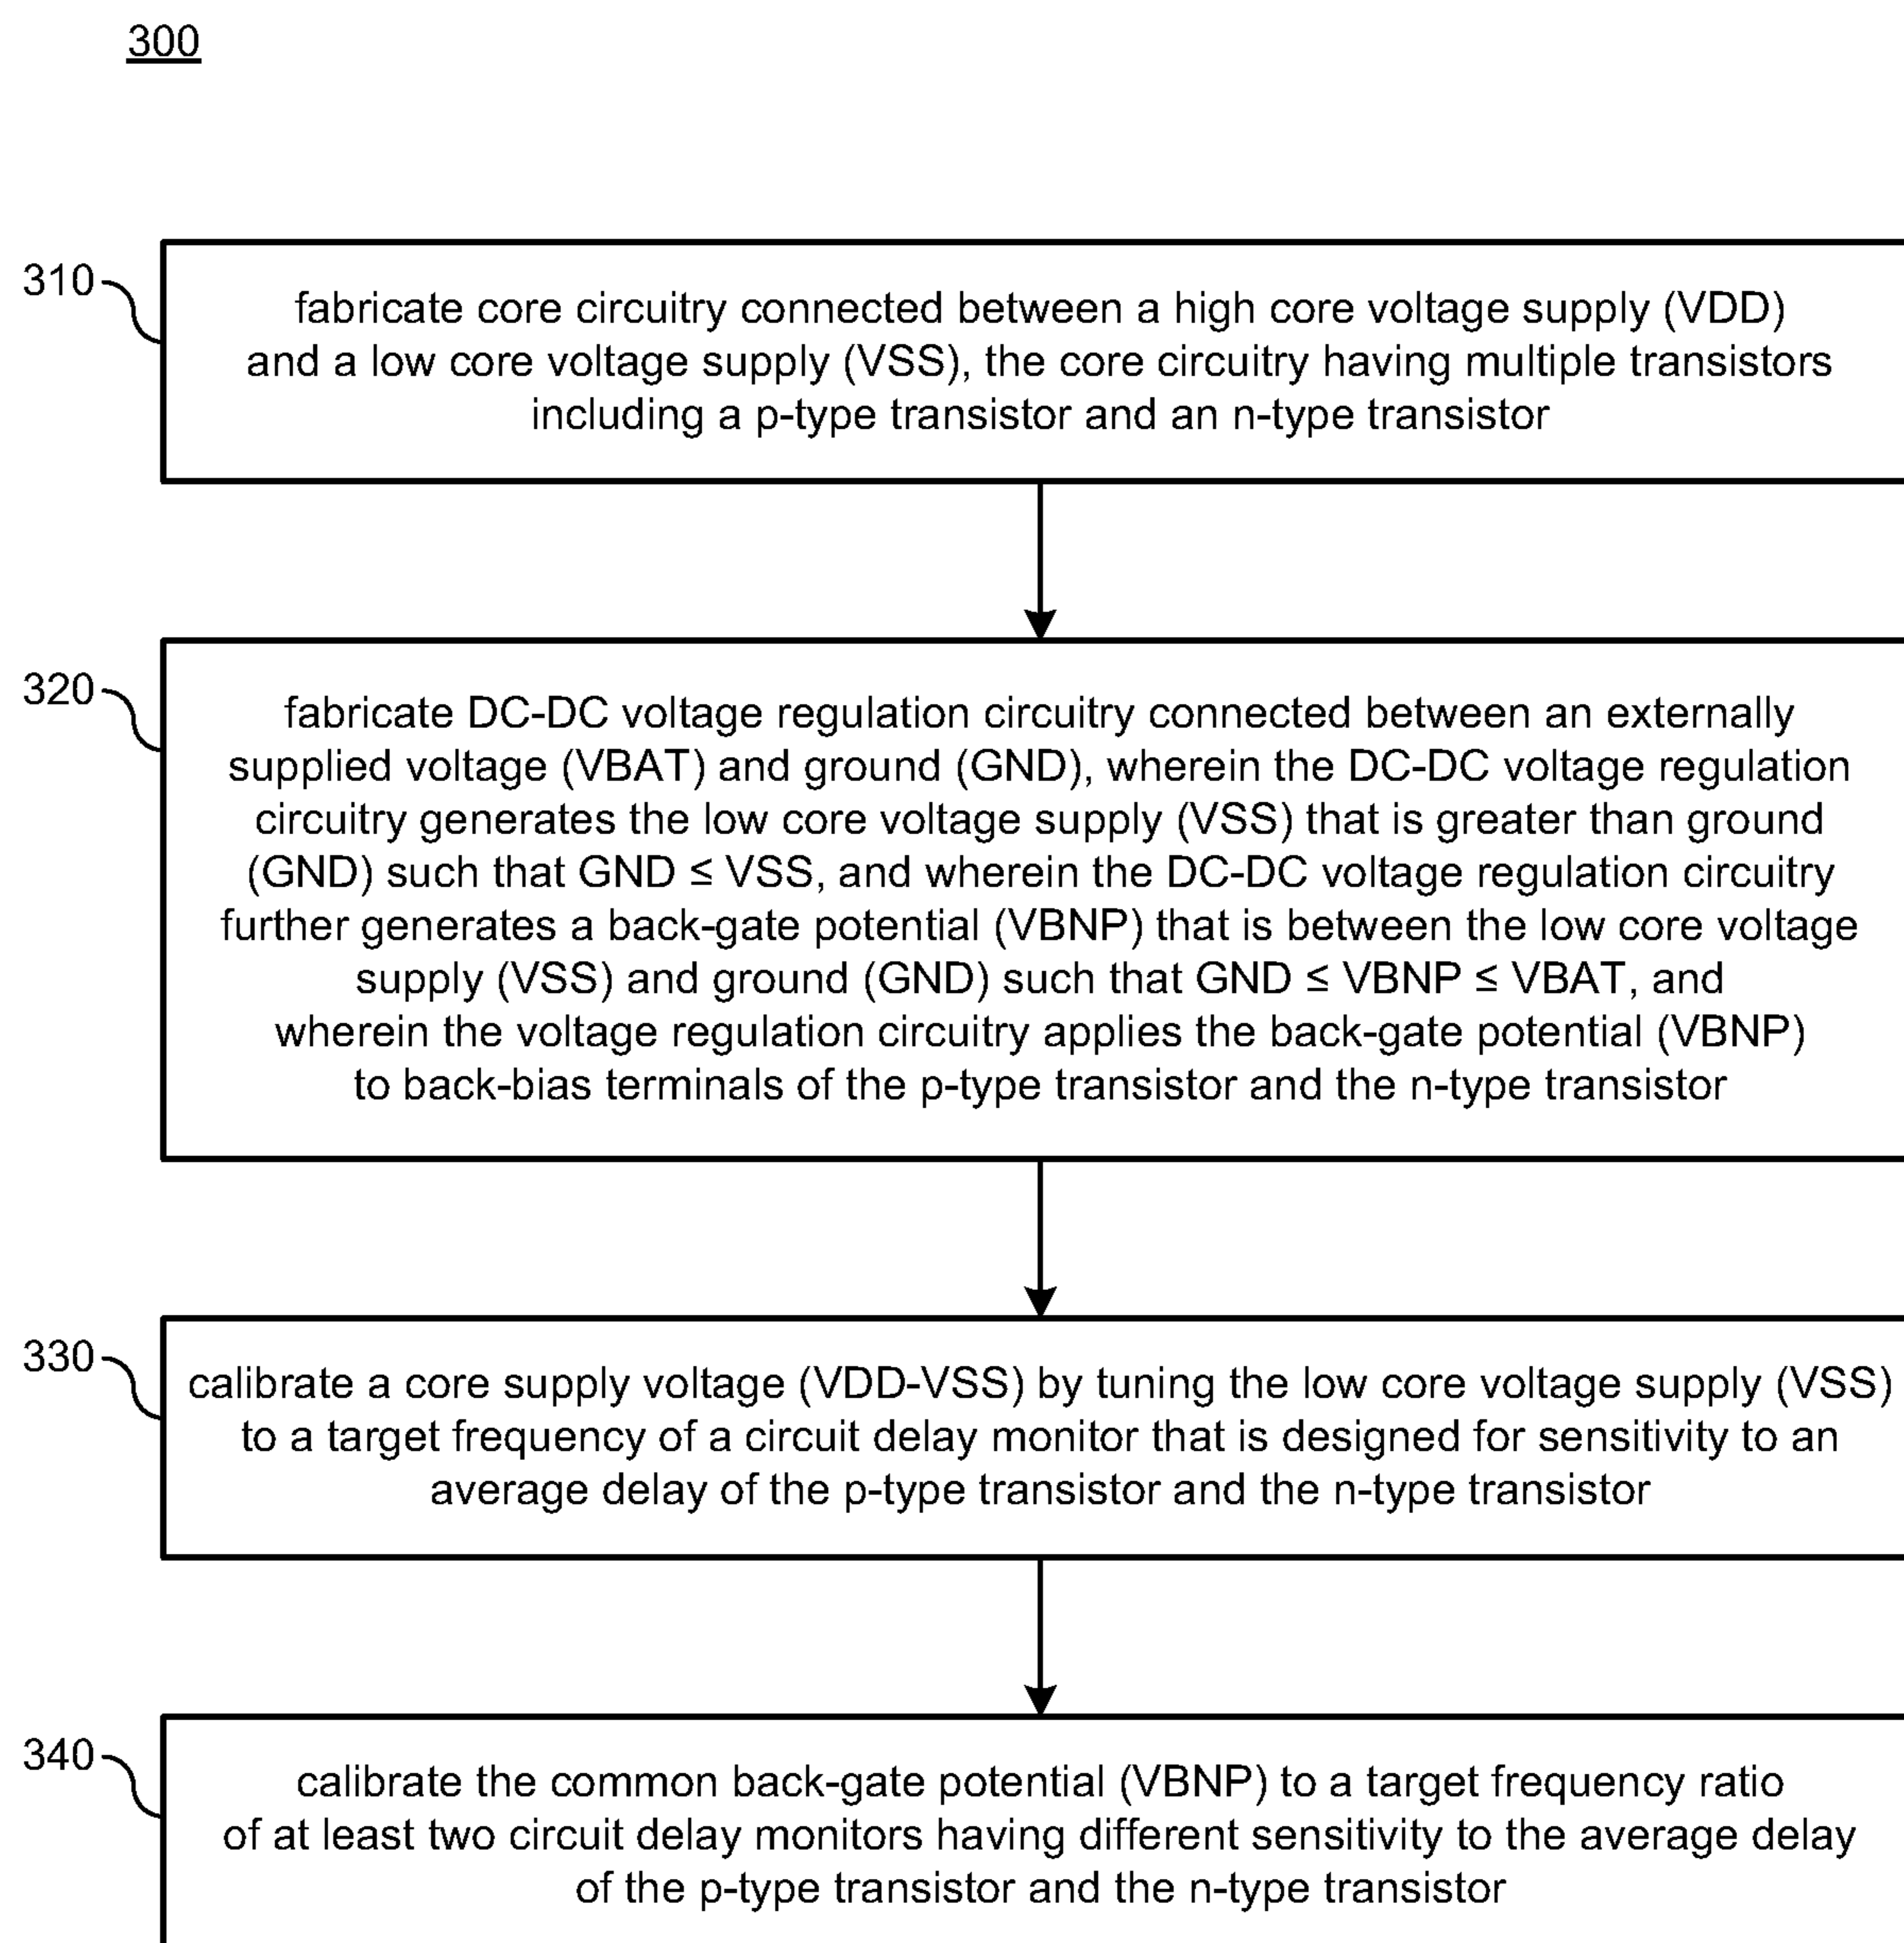 300
310
fabricate core circuitry connected between a high core voltage supply (VDD)
and a low core voltage supply (VSS), the core circuitry having multiple transistors
including a p-type transistor and an n-type transistor
320
fabricate DC-DC voltage regulation circuitry connected between an externally
supplied voltage (VBAT) and ground (GND), wherein the DC-DC voltage regulation
circuitry generates the low core voltage supply (VSS) that is greater than ground
(GND) such that GND ≤ VSS, and wherein the DC-DC voltage regulation circuitry
further generates a back-gate potential (VBNP) that is between the low core voltage
supply (VSS) and ground (GND) such that GND ≤ VBNP ≤ VBAT, and
wherein the voltage regulation circuitry applies the back-gate potential (VBNP)
to back-bias terminals of the p-type transistor and the n-type transistor
330
calibrate a core supply voltage (VDD-VSS) by tuning the low core voltage supply (VSS)
to a target frequency of a circuit delay monitor that is designed for sensitivity to an
average delay of the p-type transistor and the n-type transistor
340
calibrate the common back-gate potential (VBNP) to a target frequency ratio
of at least two circuit delay monitors having different sensitivity to the average delay
of the p-type transistor and the n-type transistor